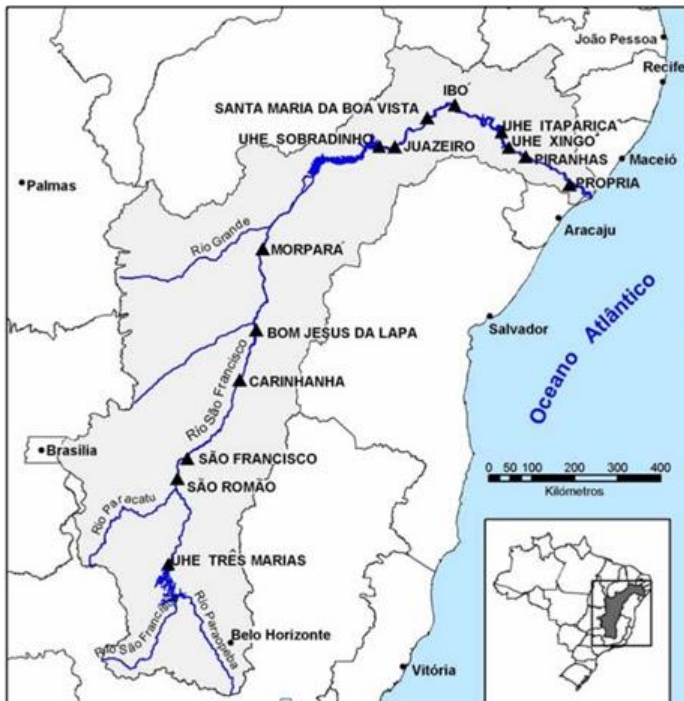 João Pessoa
Recife
IBO´
SANTA MARIA DA BOA VISTA
UHE ITAPARICA
UHE SOBRADINHO
JUAZEIRO
UHE XINGO´
PIRANHAS
Maceió
Palmas
PROPRIA
Aracaju
Rio Grande
MORPARA´
Salvador
Oceano Atlântico
BOM JESUS DA LAPA
Rio São Francisco
CARINHANHA
Brasília
SÃO FRANCISCO
SÃO ROMÃO
0 100 200 300 400
Kilómetros
Rio Paracatu
UHE TRÊS MARIAS
Rio São Francisco
Rio Paraopeba
Belo Horizonte
Vitória